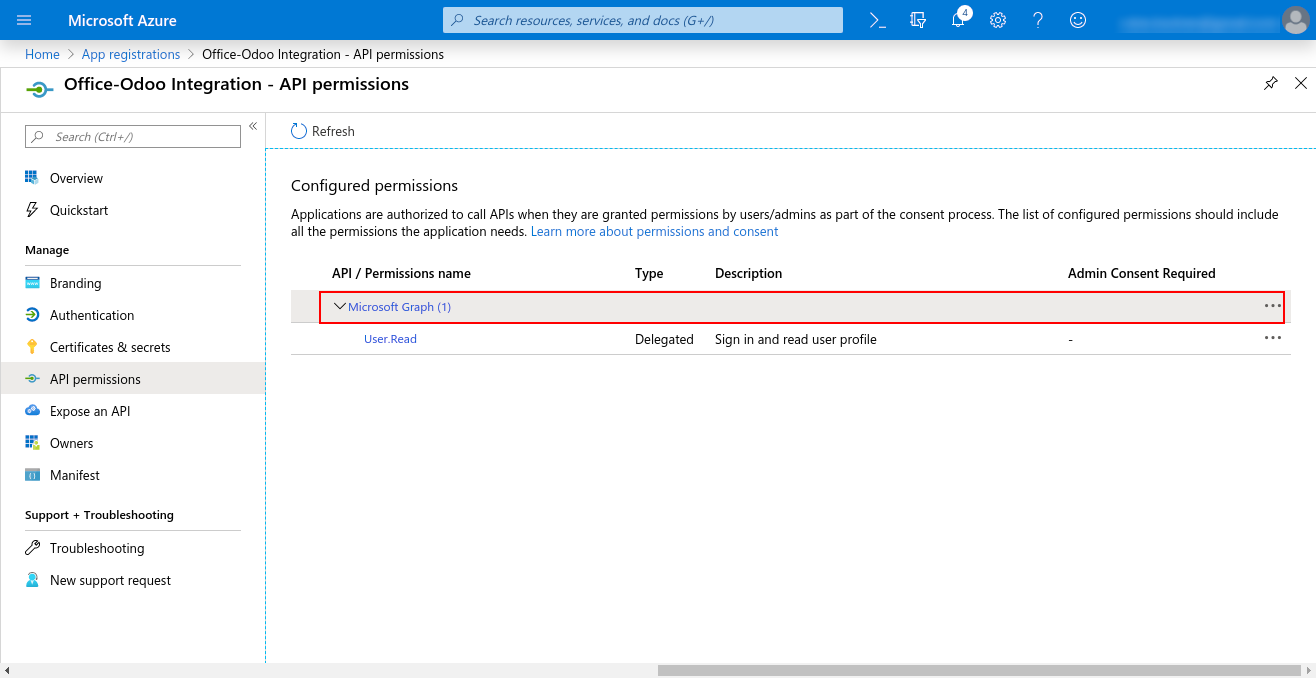 Microsoft Azure
Search resources, services, and docs (G+/)
4
Home > App registrations > Office-Odoo Integration - API permissions
Office-Odoo Integration - API permissions
Search (Ctrl+/)
«
Overview
Quickstart
Manage
Branding
Authentication
Certificates & secrets
API permissions
Expose an API
Owners
Manifest
Support + Troubleshooting
Troubleshooting
New support request
Refresh
Configured permissions
Applications are authorized to call APIs when they are granted permissions by users/admins as part of the consent process. The list of configured permissions should include
all the permissions the application needs. Learn more about permissions and consent
API / Permissions name Type Description Admin Consent Required
Microsoft Graph (1) ...
User.Read Delegated Sign in and read user profile - ...